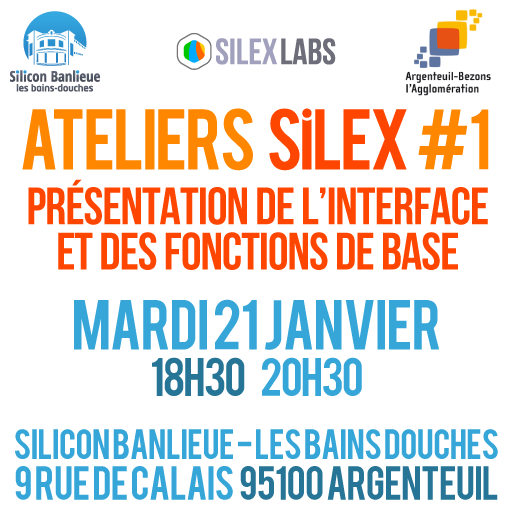 Silicon Banlieue
les bains-douches
SILEX LABS
Argenteuil-Bezons
l'Agglomération
ATELIERS SiLEX #1
PRÉSENTATION DE L'INTERFACE
ET DES FONCTIONS DE BASE
MARDI 21 JANVIER
18H30 20H30
SILICON BANLIEUE - LES BAINS DOUCHES
9 RUE DE CALAIS 95100 ARGENTEUIL